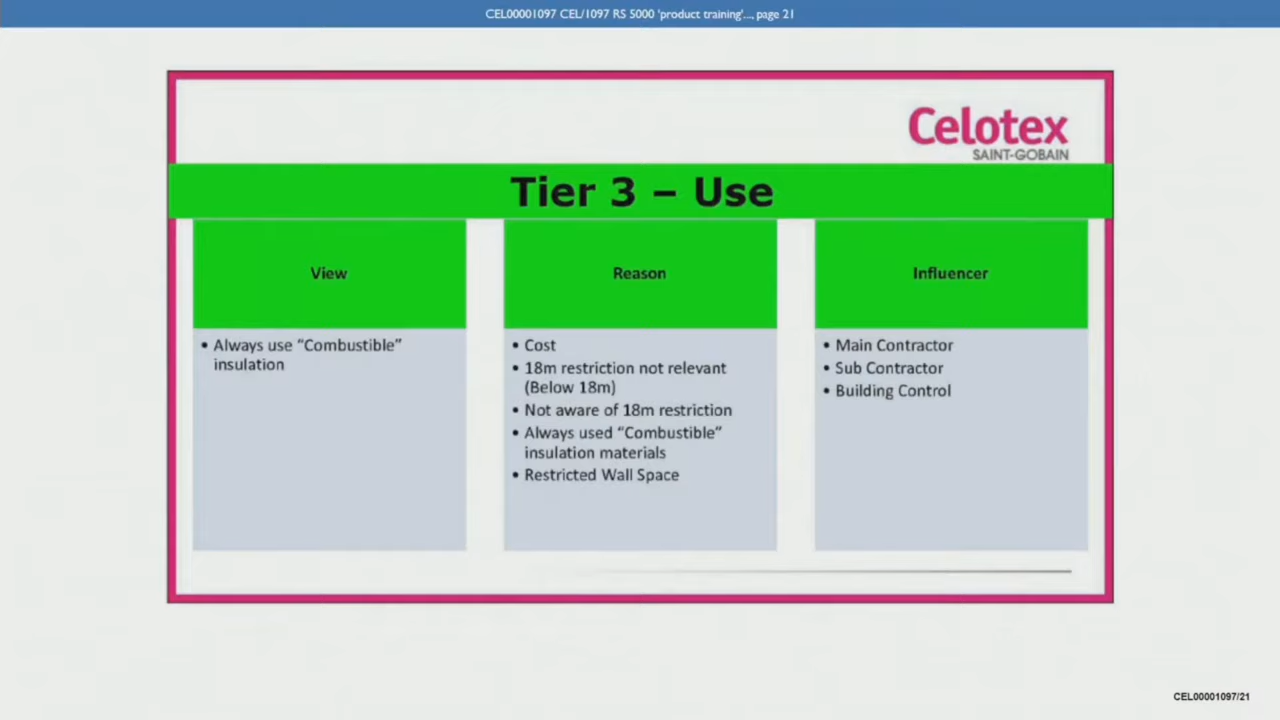 CEL00001097 CEL/1097 RS 5000 'product training'..., page 21
Celotex
SAINT-GOBAIN
Tier 3 – Use
View
• Always use “Combustible”
insulation
Reason
• Cost
• 18m restriction not relevant
(Below 18m)
• Not aware of 18m restriction
• Always used “Combustible”
insulation materials
• Restricted Wall Space
Influencer
• Main Contractor
• Sub Contractor
• Building Control
CEL00001097/21